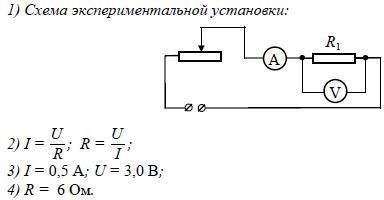 1) Схема экспериментальной установки:
R₁
A
V
2) I = U/R; R = U/I;
3) I = 0,5 А; U = 3,0 В;
4) R = 6 Ом.